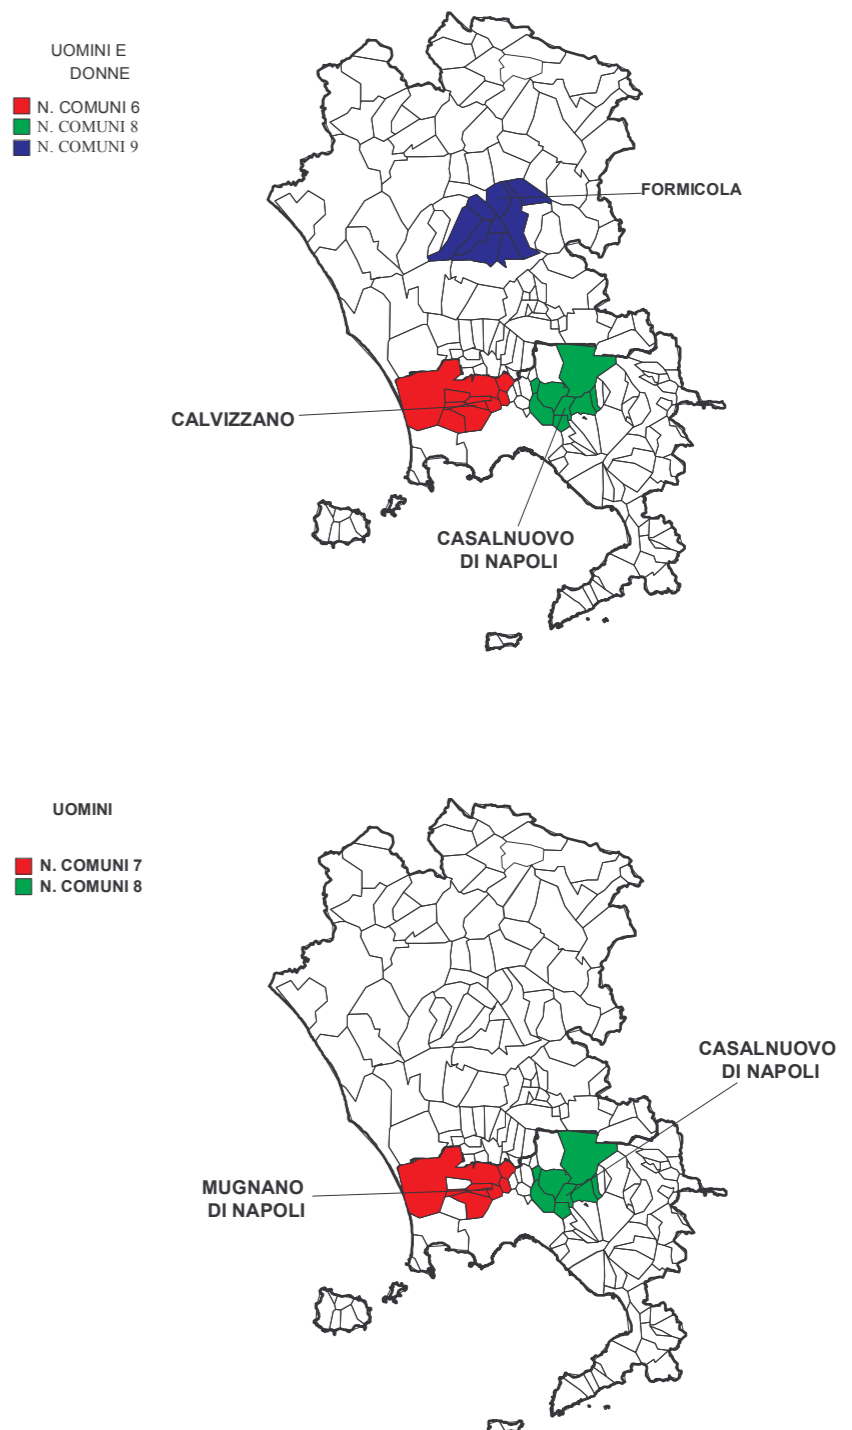 UOMINI E
DONNE
N. COMUNI 6
N. COMUNI 8
N. COMUNI 9
FORMICOLA
CALVIZZANO
CASALNUOVO
DI NAPOLI
UOMINI
N. COMUNI 7
N. COMUNI 8
CASALNUOVO
DI NAPOLI
MUGNANO
DI NAPOLI